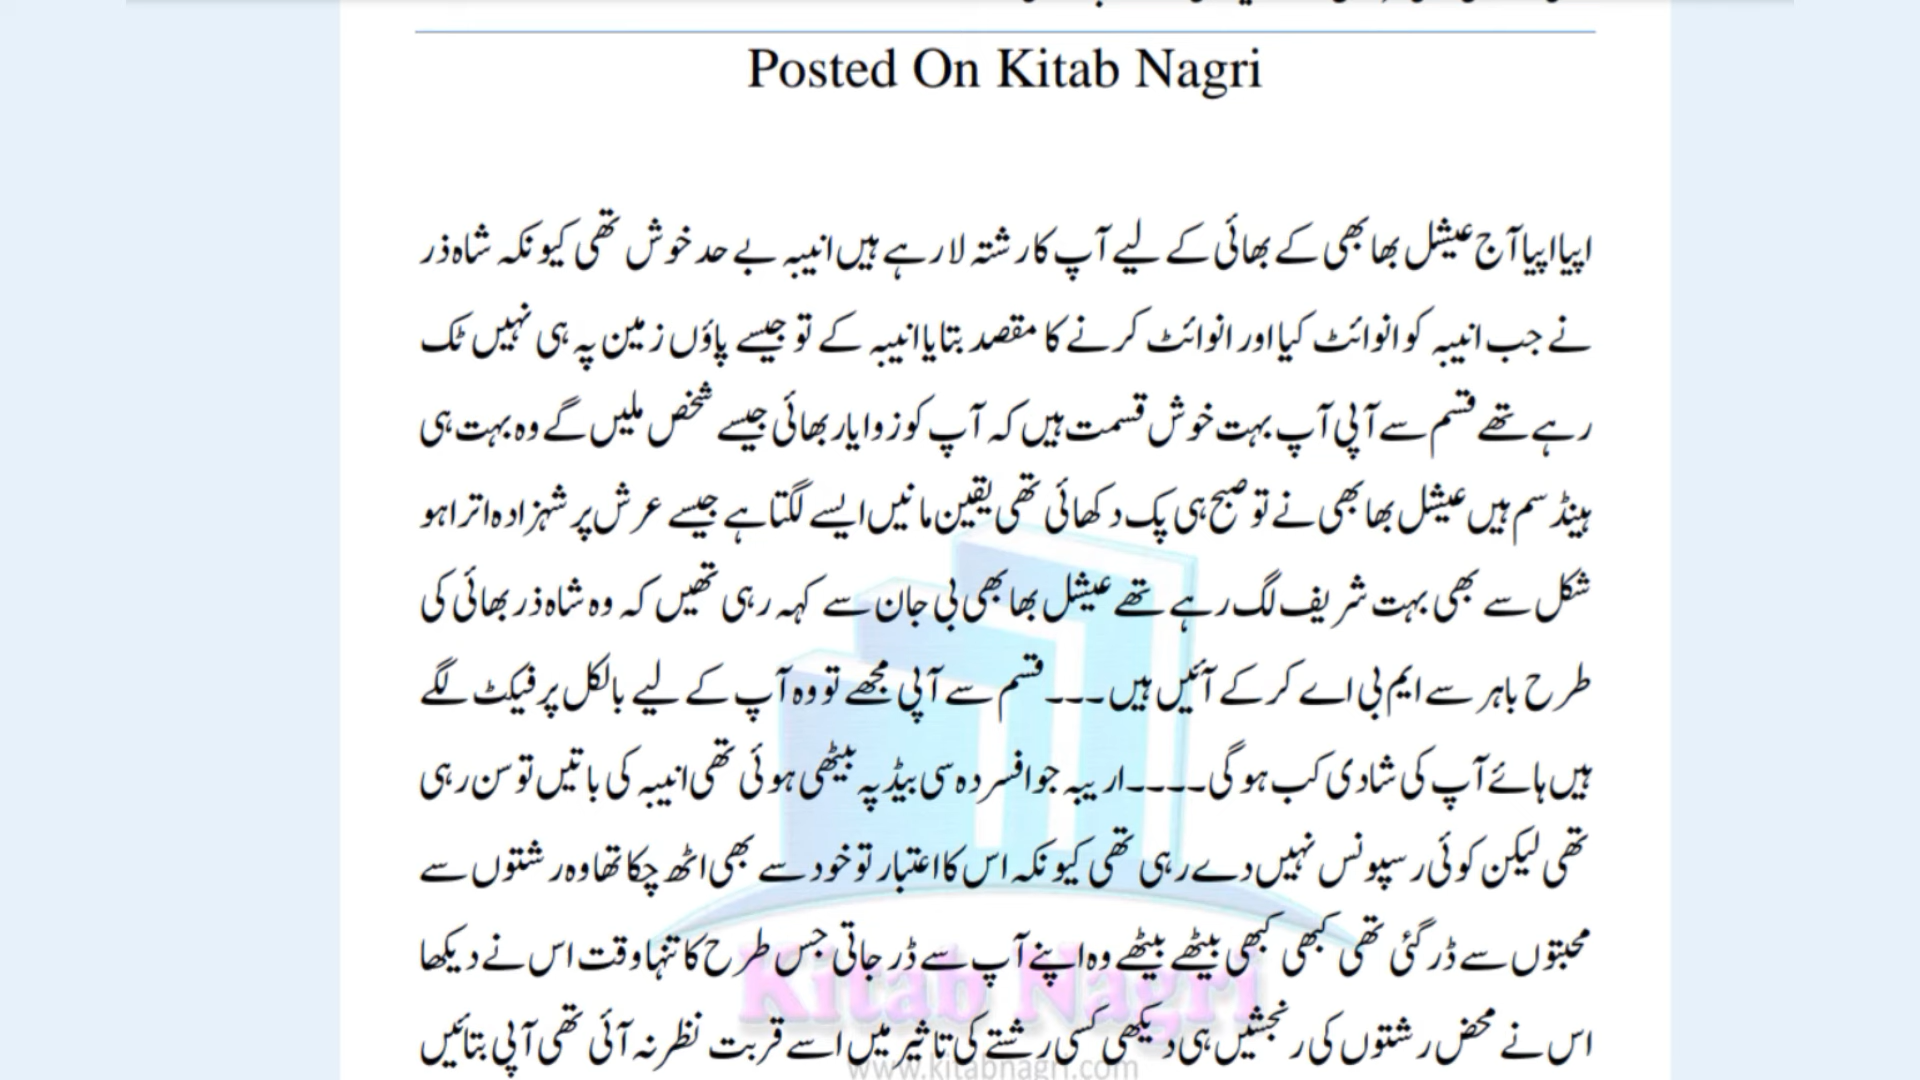 Posted On Kitab Nagri
اپیا اپیا آج عیشل بھابھی کے بھائی کے لیے آپ کا رشتہ لا رہے ہیں انیبہ بے حد خوش تھی کیونکہ شاہ ذر
نے جب انیبہ کو انوائٹ کیا اور انوائٹ کرنے کا مقصد بتایا انیبہ کے تو جیسے پاؤں زمین پہ ہی نہیں ٹک
رہے تھے قسم سے آپی آپ بہت خوش قسمت ہیں کہ آپ کو زوایار بھائی جیسے شخص ملیں گے وہ بہت ہی
ہینڈسم ہیں عیشل بھابھی نے تو صبح ہی پک دکھائی تھی یقین مانیں ایسے لگتا ہے جیسے عرش پر شہزادہ اترا ہو
شکل سے بھی بہت شریف لگ رہے تھے عیشل بھابھی بی جان سے کہہ رہی تھیں کہ وہ شاہ ذر بھائی کی
طرح باہر سے ایم بی اے کر کے آئیں ہیں ۔۔۔ قسم سے آپی مجھے تو وہ آپ کے لیے بالکل پرفیکٹ لگے
ہیں ہائے آپ کی شادی کب ہو گی ۔۔۔۔ اریبہ جو افسردہ سی بیڈ پہ بیٹھی ہوئی تھی انیبہ کی باتیں تو سن رہی
تھی لیکن کوئی رسپونس نہیں دے رہی تھی کیونکہ اس کا اعتبار تو خود سے بھی اٹھ چکا تھا وہ رشتوں سے
محبتوں سے ڈر گئی تھی کبھی کبھی بیٹھے بیٹھے وہ اپنے آپ سے ڈر جاتی جس طرح کا تنہا وقت اس نے دیکھا
اس نے محض رشتوں کی رنجشیں ہی دیکھی کسی رشتے کی تاثیر میں اسے قربت نظر نہ آئی تھی آپی بتائیں
Kitab Nagri
www.kitabnagri.com